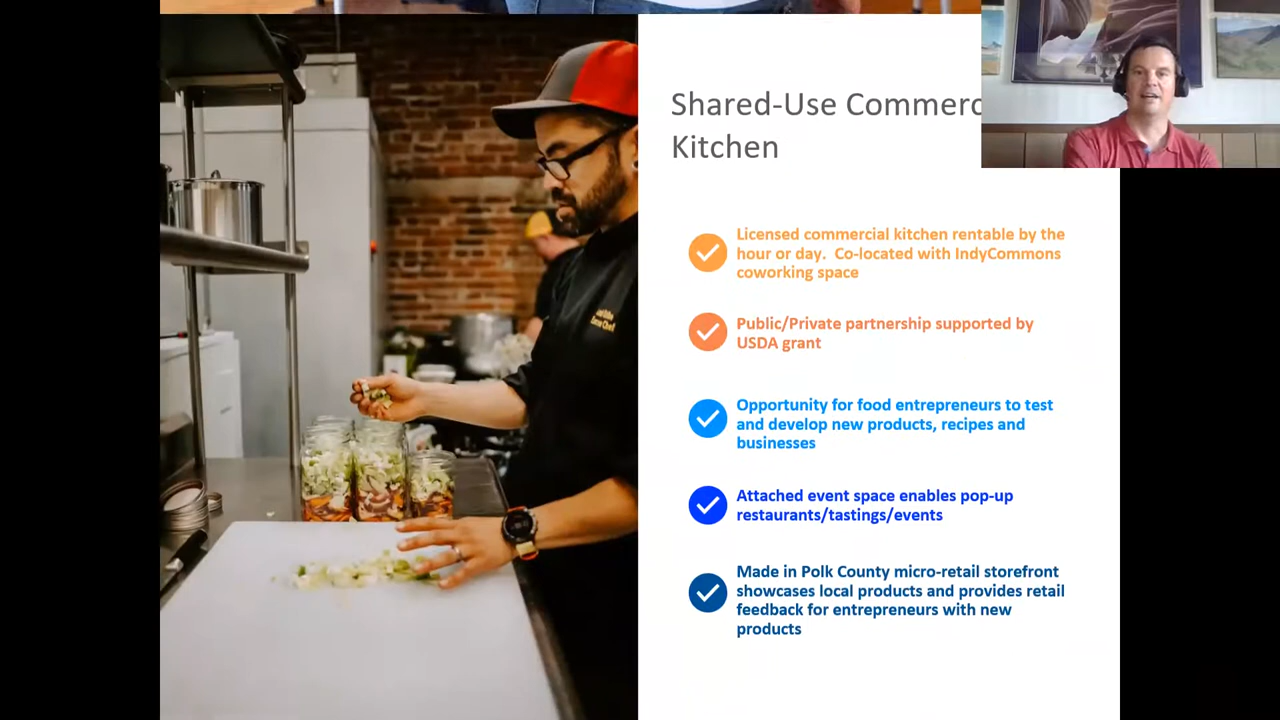 Shared-Use Commerc
Kitchen
Licensed commercial kitchen rentable by the
hour or day.  Co-located with IndyCommons
coworking space
Public/Private partnership supported by
USDA grant
Opportunity for food entrepreneurs to test
and develop new products, recipes and
businesses
Attached event space enables pop-up
restaurants/tastings/events
Made in Polk County micro-retail storefront
showcases local products and provides retail
feedback for entrepreneurs with new
products